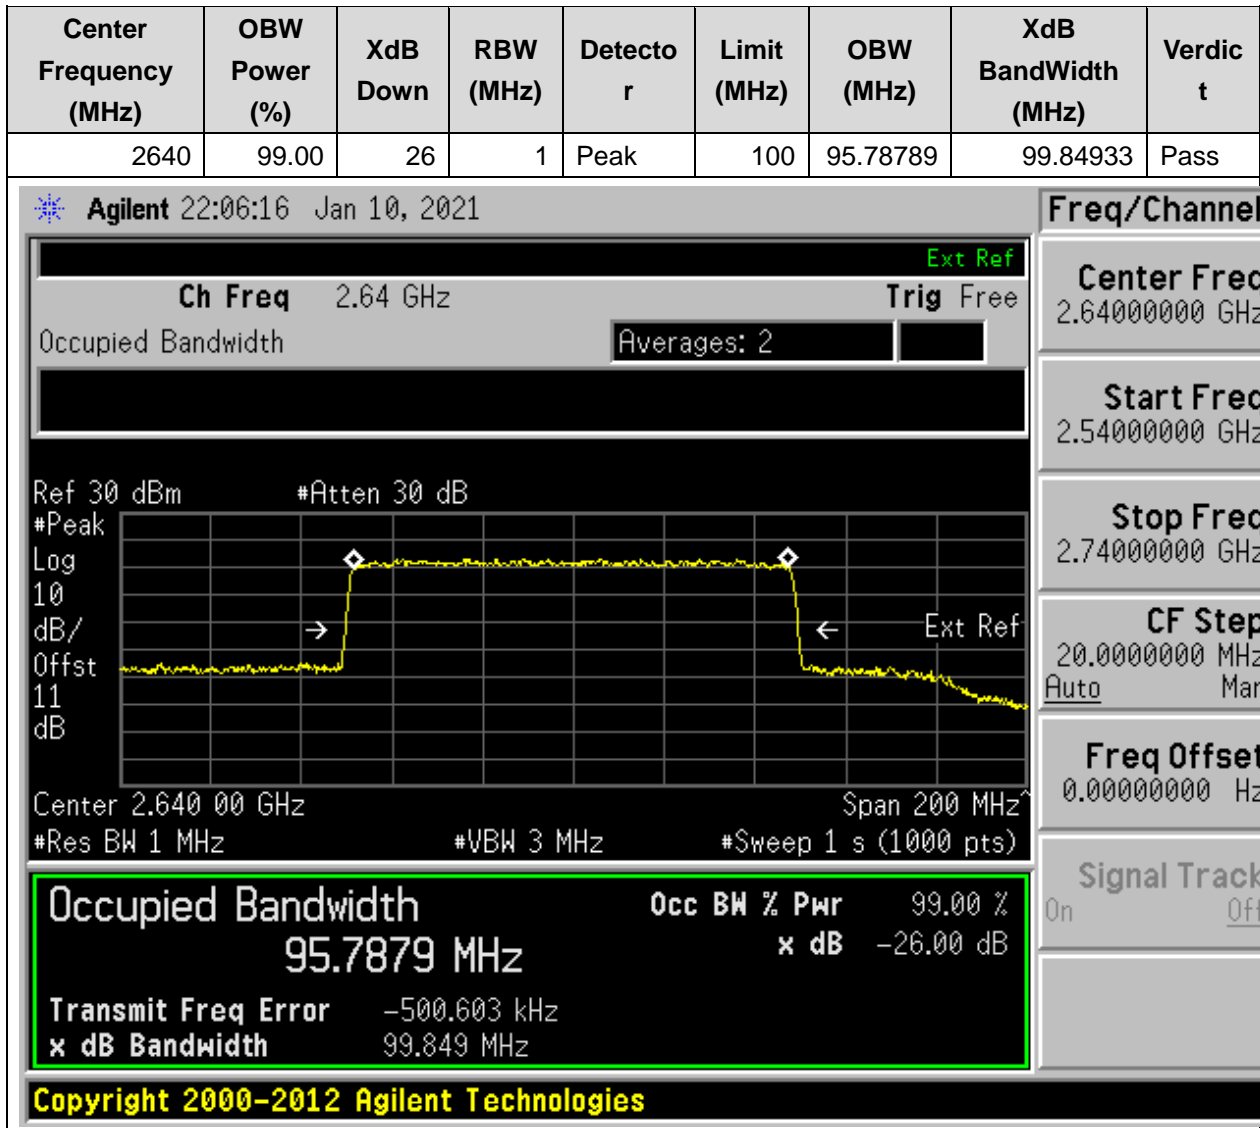 Center Frequency (MHz) OBW Power (%) XdB Down RBW (MHz) Detecto r Limit (MHz) OBW (MHz) XdB BandWidth (MHz) Verdic t
2640 99.00 26 1 Peak 100 95.78789 99.84933 Pass
Agilent 22:06:16 Jan 10, 2021
Freq/Channel
Ext Ref
Ch Freq 2.64 GHz Trig Free
Occupied Bandwidth Averages: 2
Center Freq
2.64000000 GHz
Start Freq
2.54000000 GHz
Stop Freq
2.74000000 GHz
CF Step
20.0000000 MHz
Auto Man
Freq Offset
0.00000000 Hz
Signal Track
On Off
Ref 30 dBm #Atten 30 dB
#Peak
Log
10
dB/
Offst
11
dB
Ext Ref
Center 2.640 00 GHz Span 200 MHz^
#Res BW 1 MHz #VBW 3 MHz #Sweep 1 s (1000 pts)
Occupied Bandwidth
95.7879 MHz
Occ BW % Pwr 99.00 %
x dB -26.00 dB
Transmit Freq Error -500.603 kHz
x dB Bandwidth 99.849 MHz
Copyright 2000-2012 Agilent Technologies